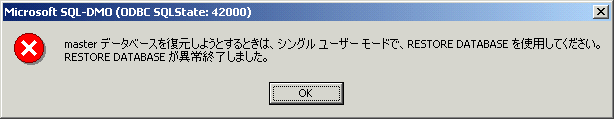 Microsoft SQL-DMO (ODBC SQLState: 42000)
master データベースを復元しようとするときは、シングル ユーザー モードで、RESTORE DATABASE を使用してください。
RESTORE DATABASE が異常終了しました。
OK